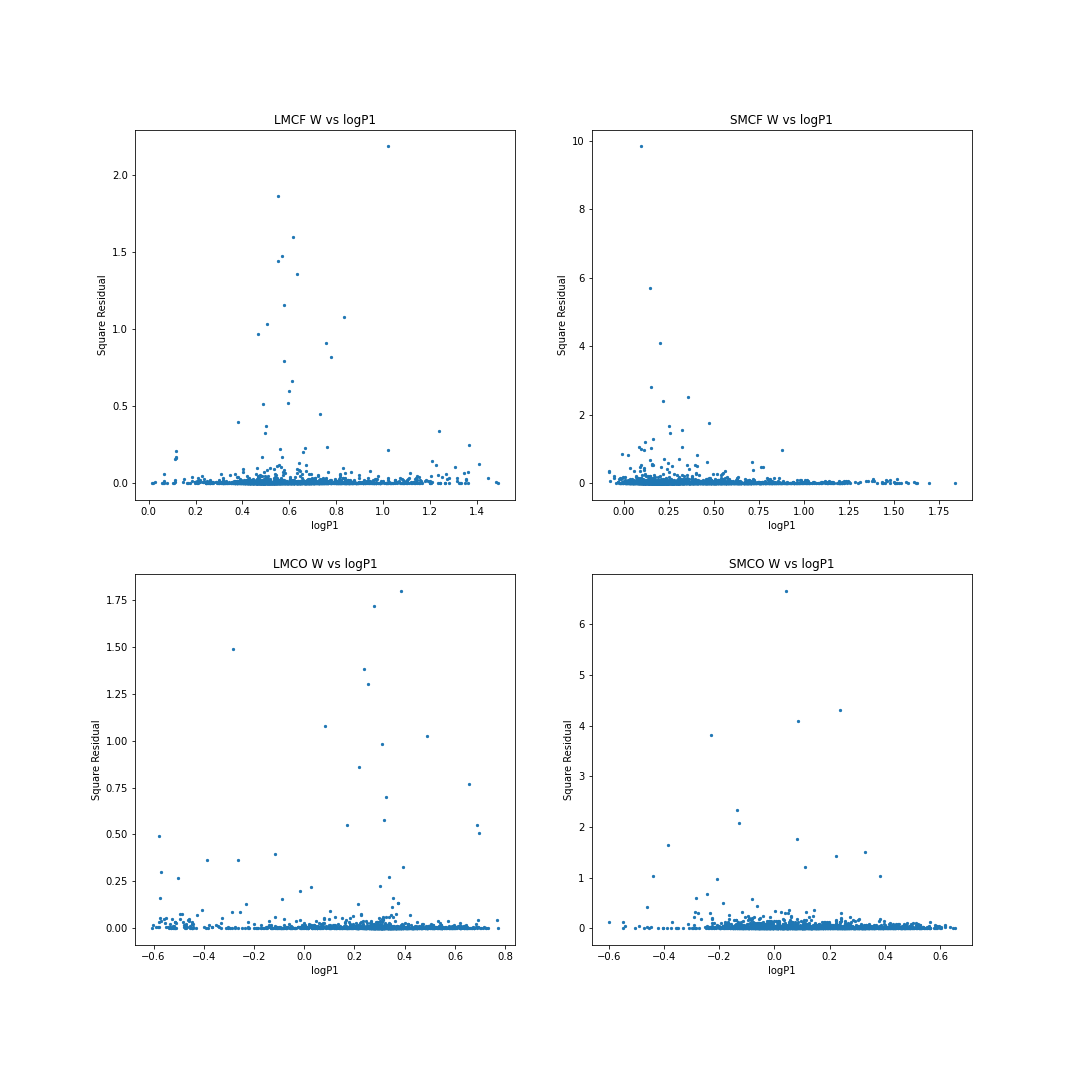 LMCF W vs logP1
Square Residual
2.0
1.5
1.0
0.5
0.0
0.0 0.2 0.4 0.6 0.8 1.0 1.2 1.4
logP1
SMCF W vs logP1
Square Residual
10
8
6
4
2
0
0.00 0.25 0.50 0.75 1.00 1.25 1.50 1.75
logP1
LMCO W vs logP1
Square Residual
1.75
1.50
1.25
1.00
0.75
0.50
0.25
0.00
−0.6 −0.4 −0.2 0.0 0.2 0.4 0.6 0.8
logP1
SMCO W vs logP1
Square Residual
6
5
4
3
2
1
0
−0.6 −0.4 −0.2 0.0 0.2 0.4 0.6
logP1